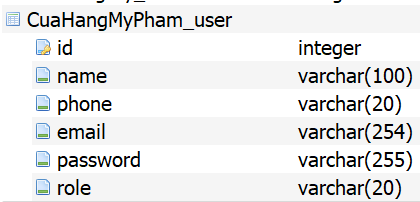 CuaHangMyPham_user
id integer
name varchar(100)
phone varchar(20)
email varchar(254)
password varchar(255)
role varchar(20)